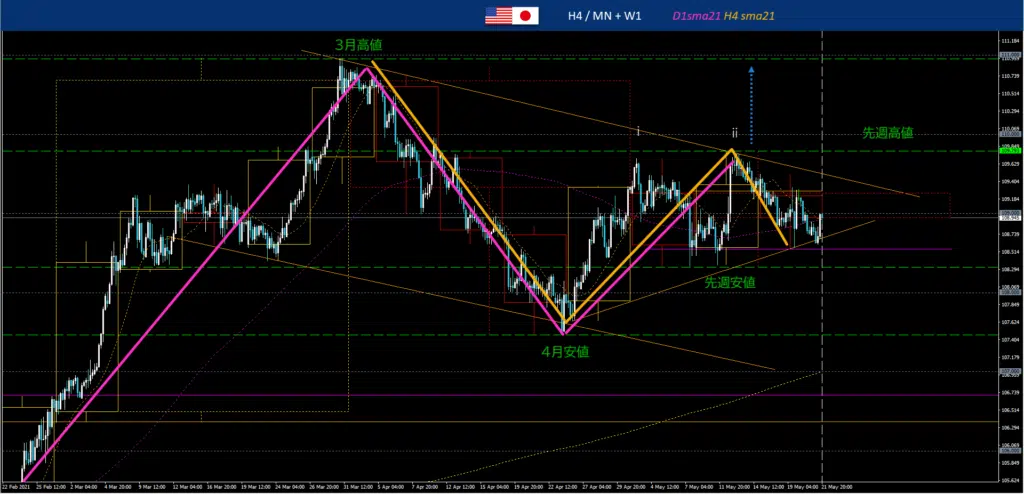 H4 / MN + W1
D1sma21 H4 sma21
3月高値
i
ii
先週高値
先週安値
4月安値
111.184
110.739
110.514
110.294
110.069
109.849
109.629
109.404
109.184
108.739
108.514
108.294
108.069
107.849
107.624
107.404
107.179
106.739
106.514
106.294
106.069
105.849
105.624
22 Feb 2021
25 Feb 12:00
2 Mar 04:00
4 Mar 20:00
9 Mar 12:00
12 Mar 04:00
16 Mar 20:00
19 Mar 12:00
24 Mar 04:00
26 Mar 20:00
31 Mar 12:00
5 Apr 04:00
7 Apr 20:00
12 Apr 12:00
15 Apr 04:00
19 Apr 20:00
22 Apr 12:00
27 Apr 04:00
29 Apr 20:00
4 May 12:00
7 May 04:00
11 May 20:00
14 May 12:00
19 May 04:00
21 May 20:00